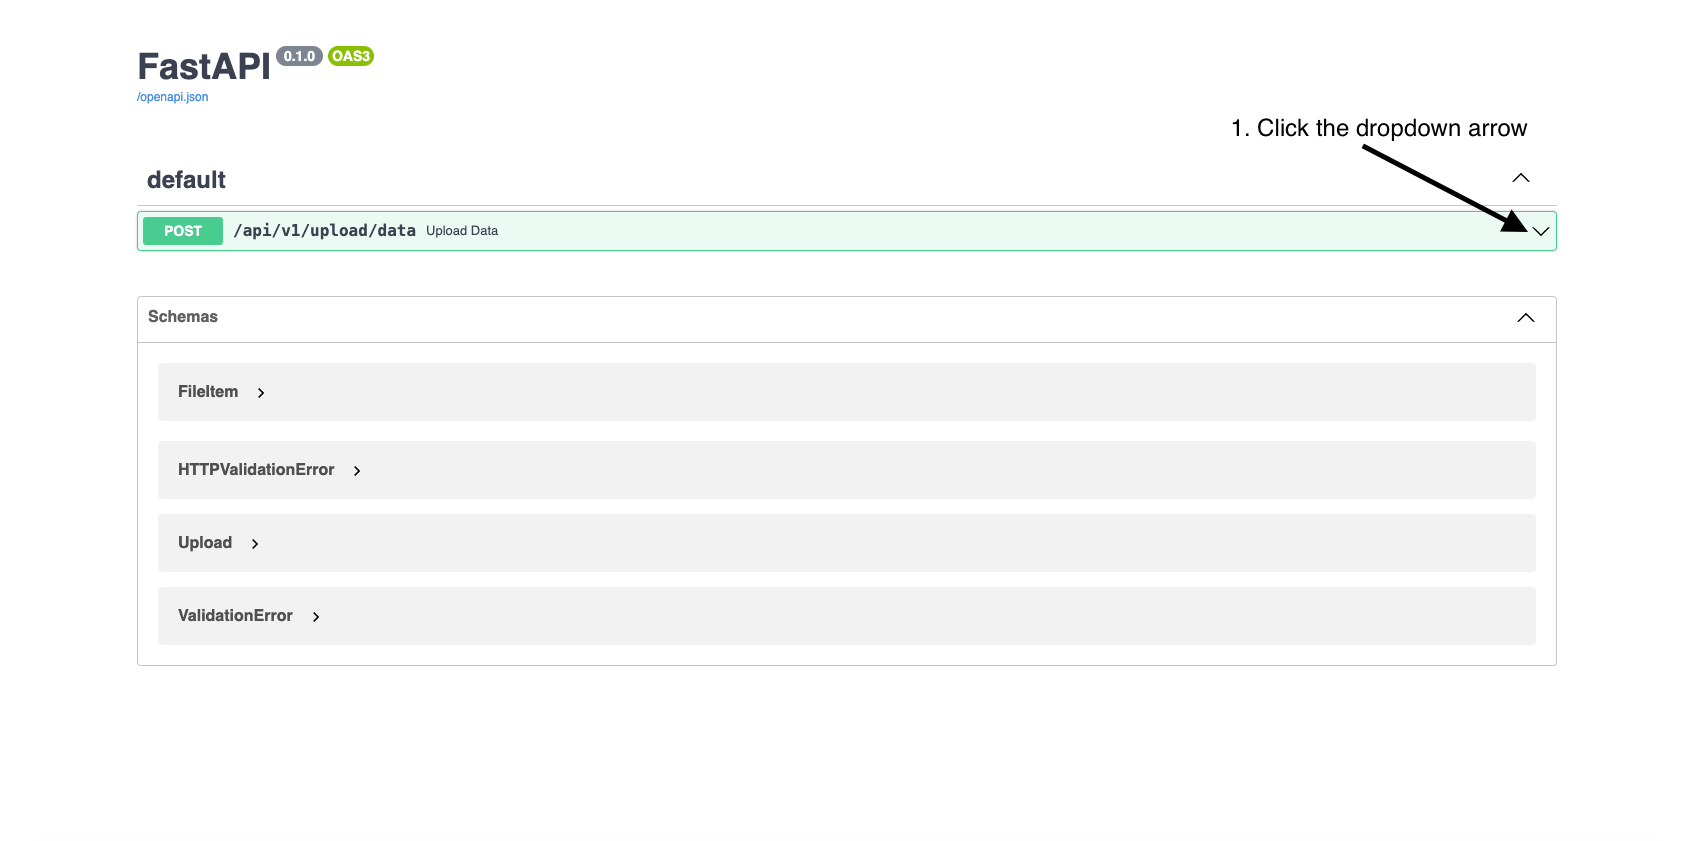 FastAPI 0.1.0 OAS3
/openapi.json
1. Click the dropdown arrow
default
POST /api/v1/upload/data Upload Data
Schemas
FileItem
HTTPValidationError
Upload
ValidationError